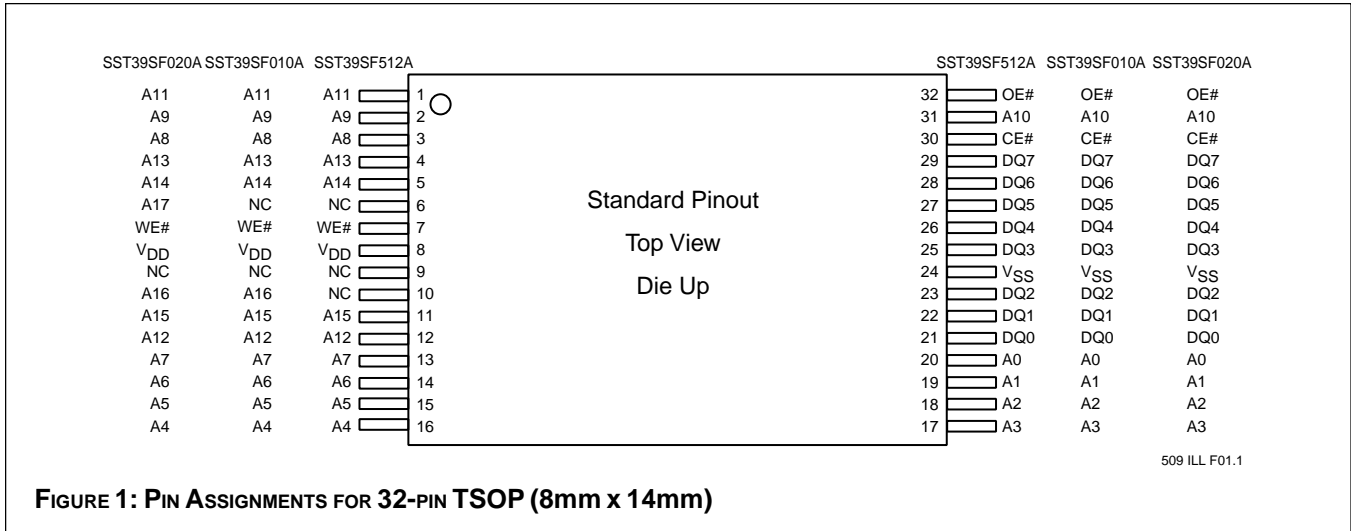 SST39SF020A SST39SF010A SST39SF512A SST39SF512A SST39SF010A SST39SF020A
A11 A11 A11 1 32 OE# OE# OE#
A9 A9 A9 2 31 A10 A10 A10
A8 A8 A8 3 30 CE# CE# CE#
A13 A13 A13 4 29 DQ7 DQ7 DQ7
A14 A14 A14 5 28 DQ6 DQ6 DQ6
A17 NC NC 6 Standard Pinout 27 DQ5 DQ5 DQ5
WE# WE# WE# 7 26 DQ4 DQ4 DQ4
VDD VDD VDD 8 Top View 25 DQ3 DQ3 DQ3
NC NC NC 9 24 VSS VSS VSS
A16 A16 NC 10 Die Up 23 DQ2 DQ2 DQ2
A15 A15 A15 11 22 DQ1 DQ1 DQ1
A12 A12 A12 12 21 DQ0 DQ0 DQ0
A7 A7 A7 13 20 A0 A0 A0
A6 A6 A6 14 19 A1 A1 A1
A5 A5 A5 15 18 A2 A2 A2
A4 A4 A4 16 17 A3 A3 A3
509 ILL F01.1
FIGURE 1: PIN ASSIGNMENTS FOR 32-PIN TSOP (8mm x 14mm)